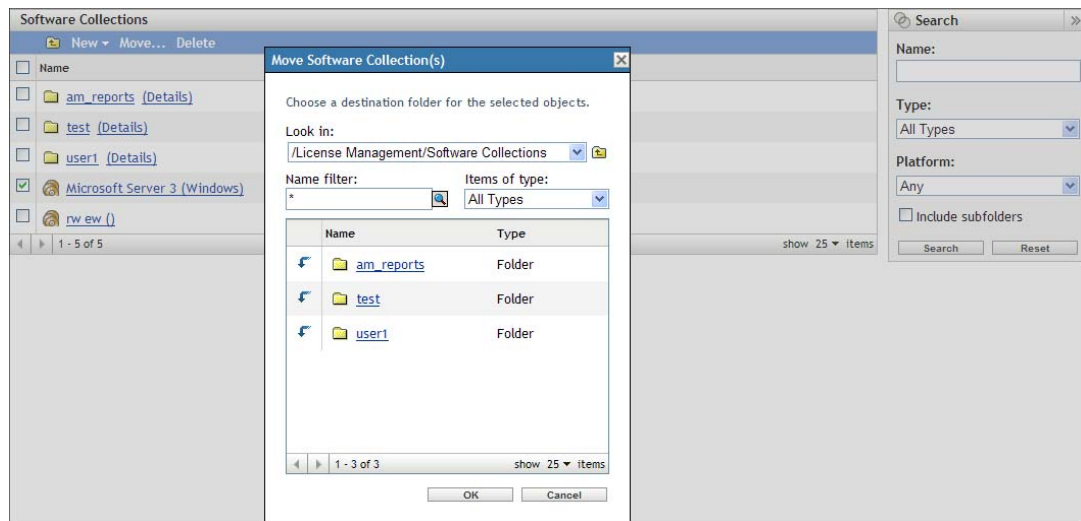 Software Collections
New Move... Delete
Name
am_reports (Details)
test (Details)
user1 (Details)
Microsoft Server 3 (Windows)
rw ew ()
1 - 5 of 5
show 25 items
Move Software Collection(s)
Choose a destination folder for the selected objects.
Look in:
/License Management/Software Collections
Name filter: Items of type:
* All Types
Name Type
am_reports Folder
test Folder
user1 Folder
1 - 3 of 3 show 25 items
OK Cancel
Search
Name:
Type:
All Types
Platform:
Any
Include subfolders
Search Reset